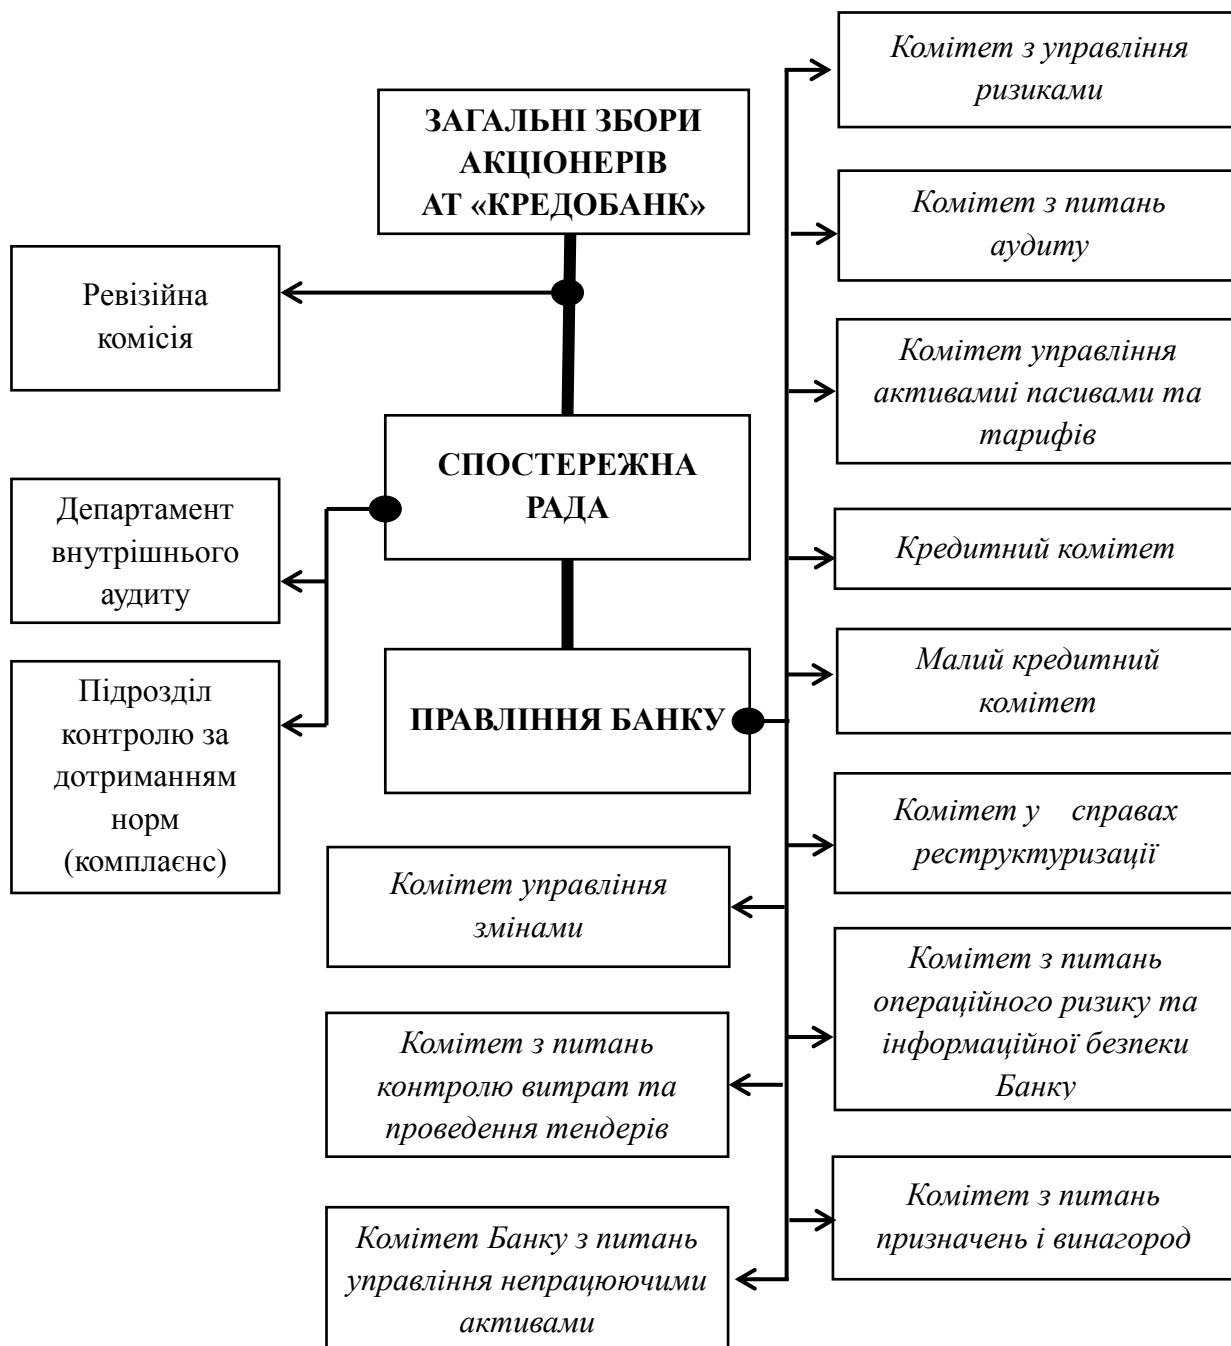 Комітет з управління
ризиками
ЗАГАЛЬНІ ЗБОРИ
АКЦІОНЕРІВ
АТ «КРЕДОБАНК»
Комітет з питань
аудиту
Ревізійна
комісія
Комітет управління
активамиі пасивами та
тарифів
СПОСТЕРЕЖНА
РАДА
Департамент
внутрішнього
аудиту
Кредитний комітет
Малий кредитний
комітет
Підрозділ
контролю за
дотриманням
норм
(комплаєнс)
ПРАВЛІННЯ БАНКУ
Комітет у справах
реструктуризації
Комітет управління
змінами
Комітет з питань
операційного ризику та
інформаційної безпеки
Банку
Комітет з питань
контролю витрат та
проведення тендерів
Комітет з питань
призначень і винагород
Комітет Банку з питань
управління непрацюючими
активами